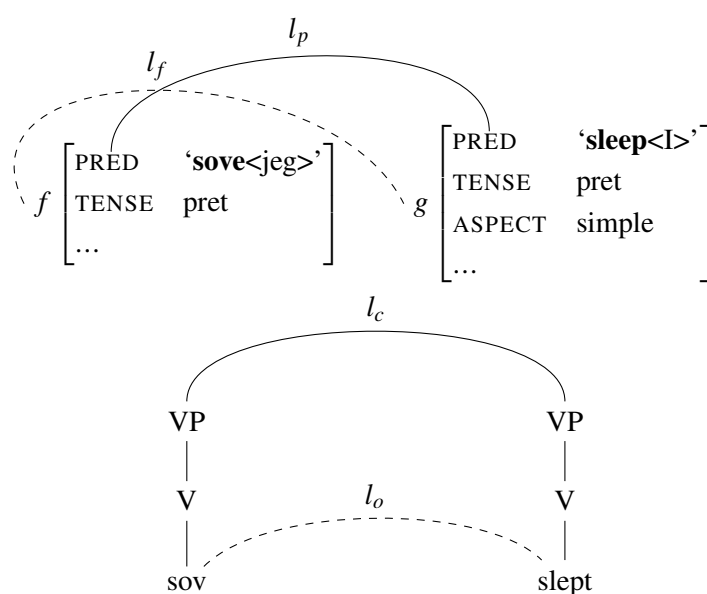 l_p
l_f
PRED ‘sove<jeg>’ PRED ‘sleep<I>’
f TENSE pret g TENSE pret
... ASPECT simple
...
l_c
VP VP
V l_o V
sov slept